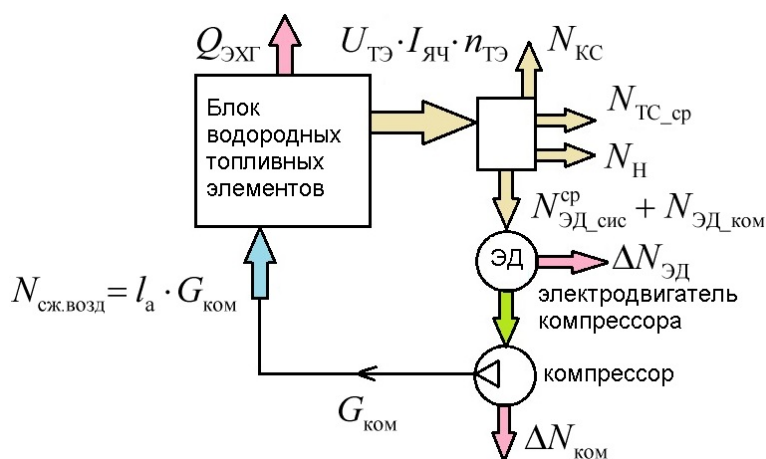 Q_ЭХГ
U_ТЭ · I_ЯЧ · n_ТЭ
N_КС
Блок
водородных
топливных
элементов
N_ТС_ср
N_Н
N^ср_ЭД_сис + N_ЭД_ком
ЭД
ΔN_ЭД
N_сж.возд = l_а · G_ком
электродвигатель
компрессора
компрессор
G_ком
ΔN_ком